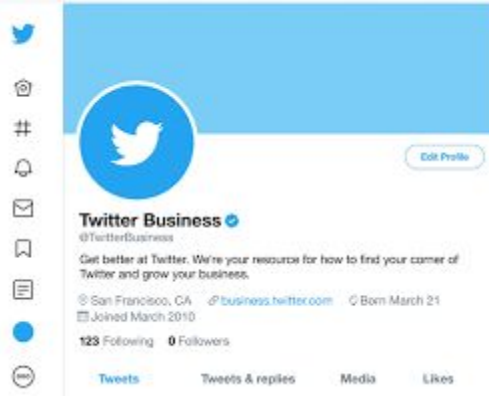 Edit Profile
Twitter Business
@TwitterBusiness
Get better at Twitter. We're your resource for how to find your corner of
Twitter and grow your business.
San Francisco, CA business.twitter.com Born March 21
Joined March 2010
123 Following 0 Followers
Tweets Tweets & replies Media Likes